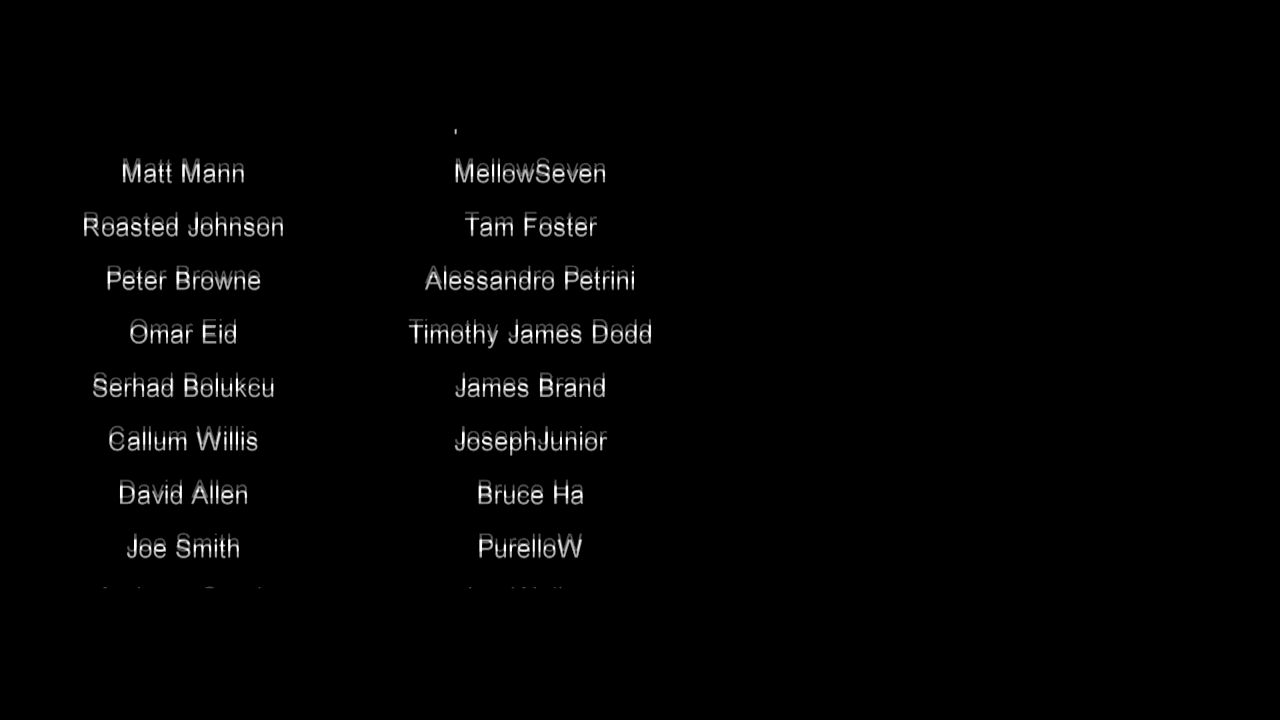 Matt Mann
Roasted Johnson
Peter Browne
Omar Eid
Serhad Bolukcu
Callum Willis
David Allen
Joe Smith
MellowSeven
Tam Foster
Alessandro Petrini
Timothy James Dodd
James Brand
JosephJunior
Bruce Ha
PurelloW